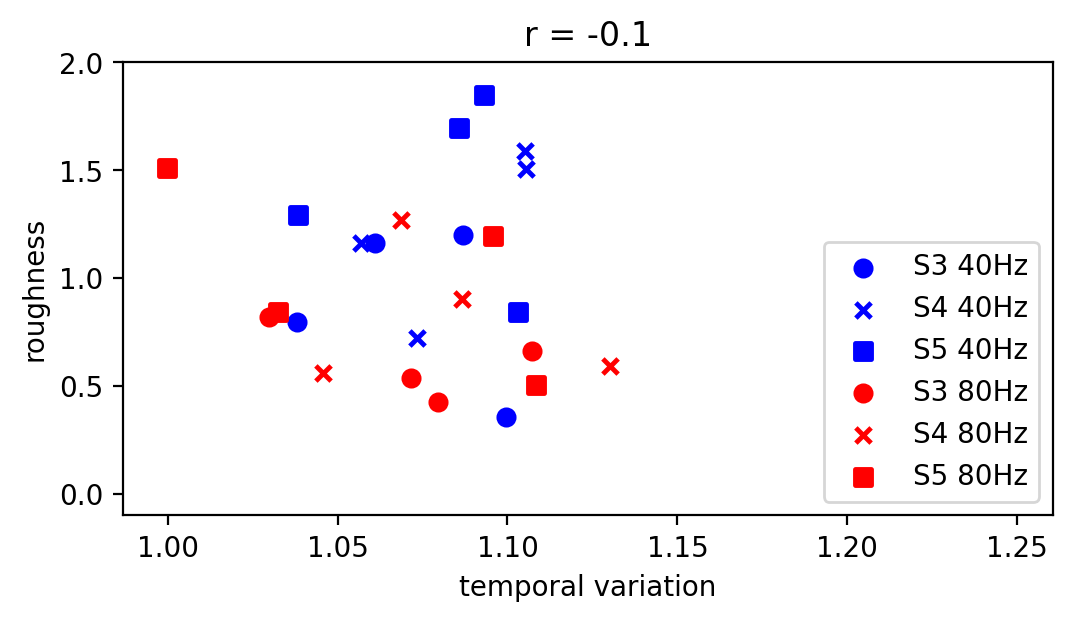 r = -0.1
2.0
1.5
1.0
0.5
0.0
roughness
S3 40Hz
S4 40Hz
S5 40Hz
S3 80Hz
S4 80Hz
S5 80Hz
1.00 1.05 1.10 1.15 1.20 1.25
temporal variation